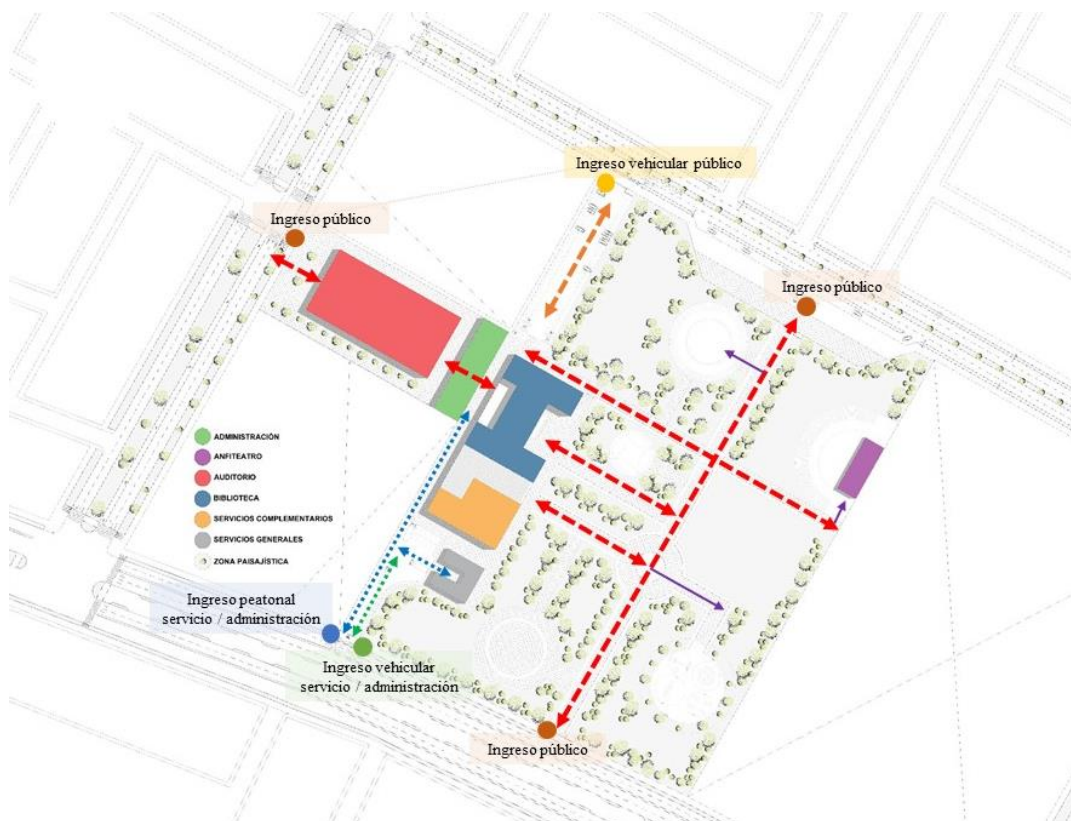 Ingreso vehicular público
Ingreso público
Ingreso público
ADMINISTRACIÓN
ANFITEATRO
AUDITORIO
BIBLIOTECA
SERVICIOS COMPLEMENTARIOS
SERVICIOS GENERALES
ZONA PAISAJÍSTICA
Ingreso peatonal
servicio / administración
Ingreso vehicular
servicio / administración
Ingreso público